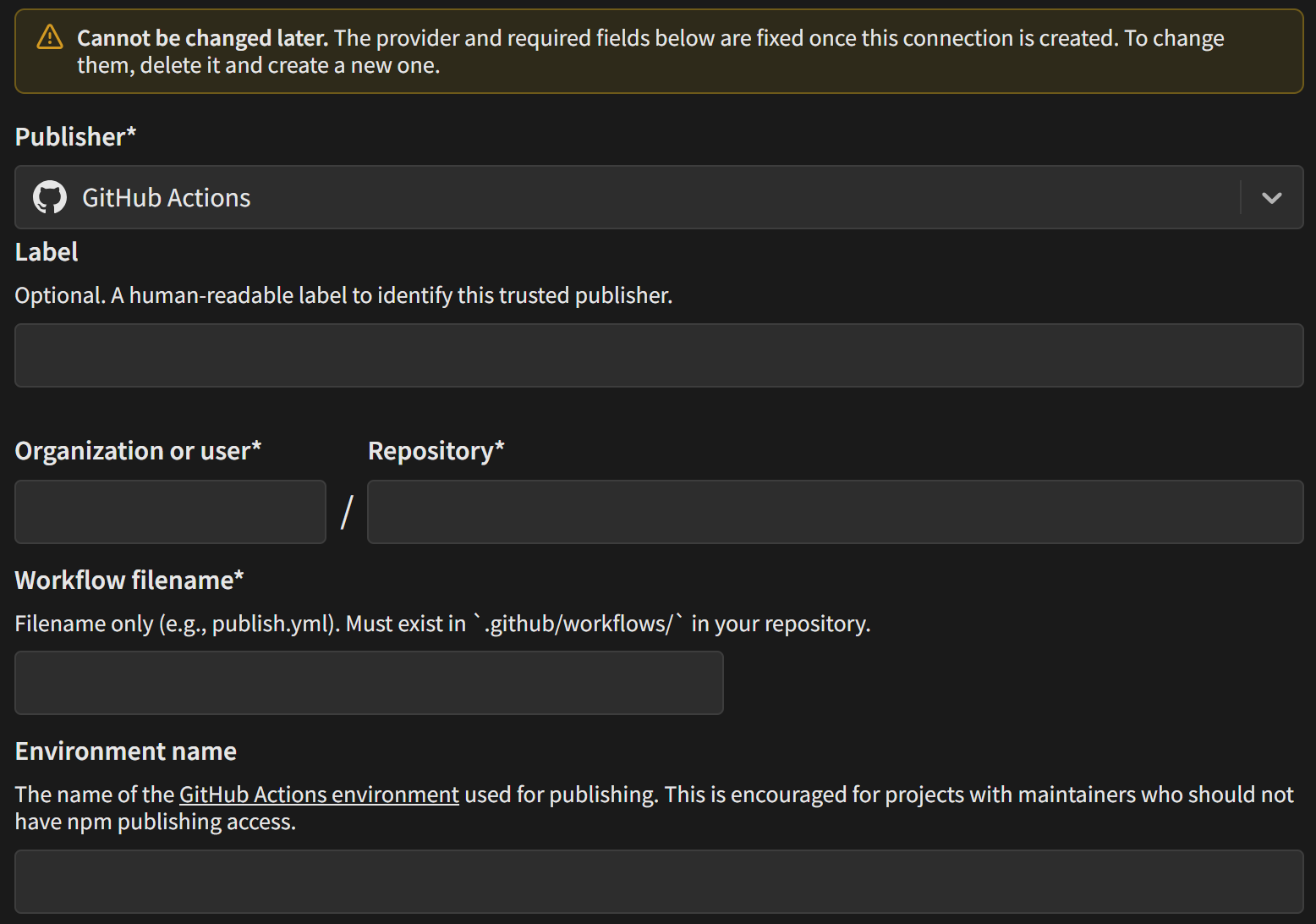 Cannot be changed later. The provider and required fields below are fixed once this connection is created. To change
them, delete it and create a new one.
Publisher*
GitHub Actions
Label
Optional. A human-readable label to identify this trusted publisher.
Organization or user*
Repository*
/
Workflow filename*
Filename only (e.g., publish.yml). Must exist in `.github/workflows/` in your repository.
Environment name
The name of the GitHub Actions environment used for publishing. This is encouraged for projects with maintainers who should not
have npm publishing access.